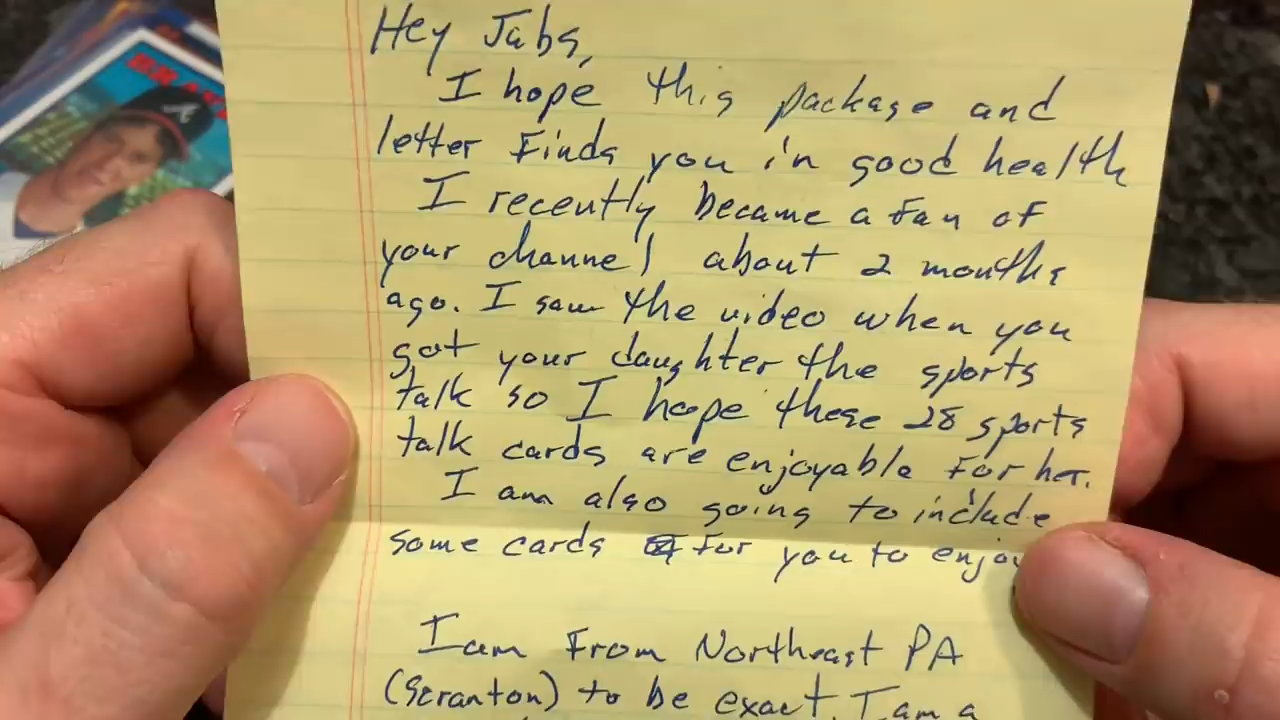 Hey Jabs,
I hope this package and
letter Finds you in good health
I recently became a fan of
your channel about 2 months
ago. I saw the video when you
got your daughter the sports
talk so I hope these 28 sports
talk cards are enjoyable For her.
I am also going to include
some cards For you to enjoy
I am From Northeast PA
(Scranton) to be exact. I am a